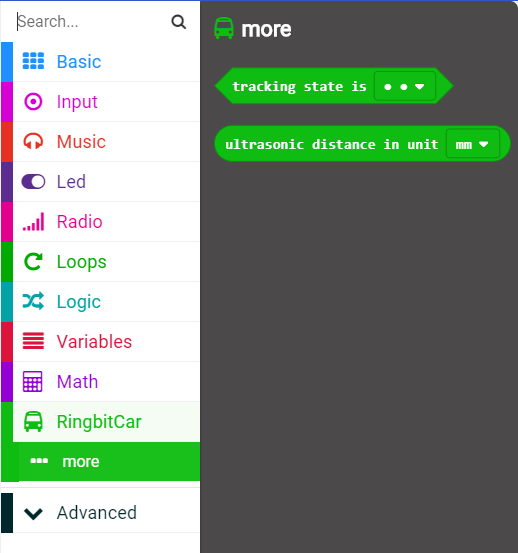 Search...
Basic
Input
Music
Led
Radio
Loops
Logic
Variables
Math
RingbitCar
more
Advanced
more
tracking state is ● ●
ultrasonic distance in unit mm